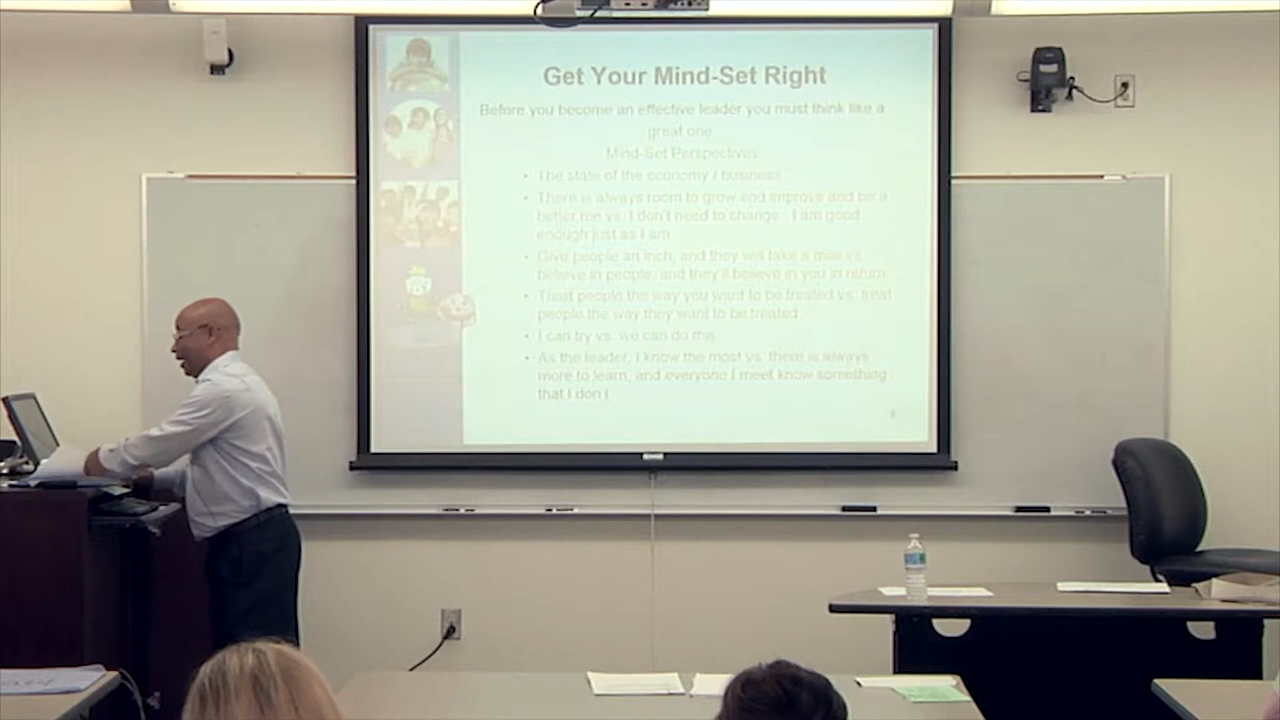 Get Your Mind-Set Right
Before you become an effective leader you must think like a
great one
Mind-Set Perspectives
• The state of the economy / business
• There is always room to grow and improve and be a
better me vs. I don't need to change. I am good
enough just as I am
• Give people an inch, and they will take a mile vs.
believe in people, and they'll believe in you in return
• Treat people the way you want to be treated vs. treat
people the way they want to be treated
• I can try vs. we can do this
• As the leader, I know the most vs. there is always
more to learn, and everyone I meet know something
that I don't